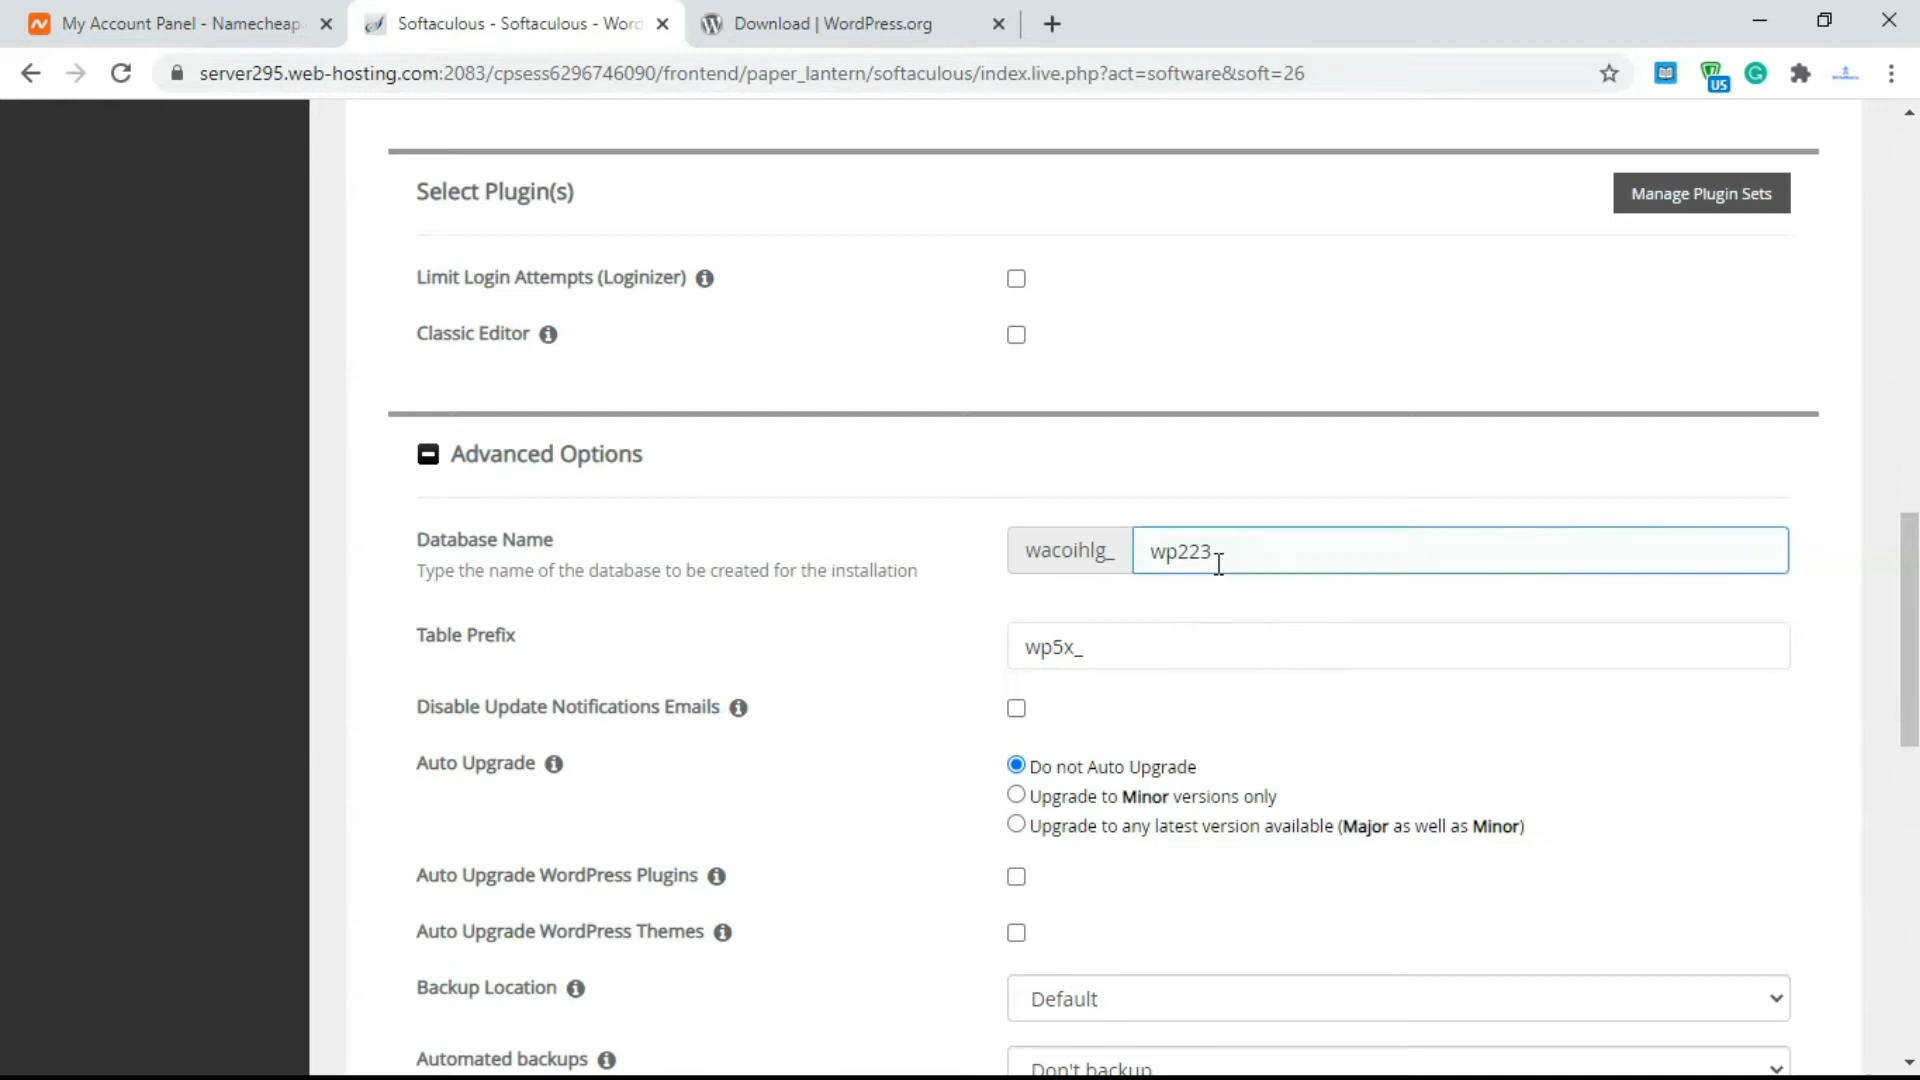 My Account Panel - Namecheap.
Softaculous - Softaculous - Word
Download | WordPress.org
server295.web-hosting.com:2083/cpsess6296746090/frontend/paper_lantern/softaculous/index.live.php?act=software&soft=26
US
Select Plugin(s)
Manage Plugin Sets
Limit Login Attempts (Loginizer)
Classic Editor
Advanced Options
Database Name
Type the name of the database to be created for the installation
wacoihlg_
wp223
Table Prefix
wp5x_
Disable Update Notifications Emails
Auto Upgrade
Do not Auto Upgrade
Upgrade to Minor versions only
Upgrade to any latest version available (Major as well as Minor)
Auto Upgrade WordPress Plugins
Auto Upgrade WordPress Themes
Backup Location
Default
Automated backups
Don't backup